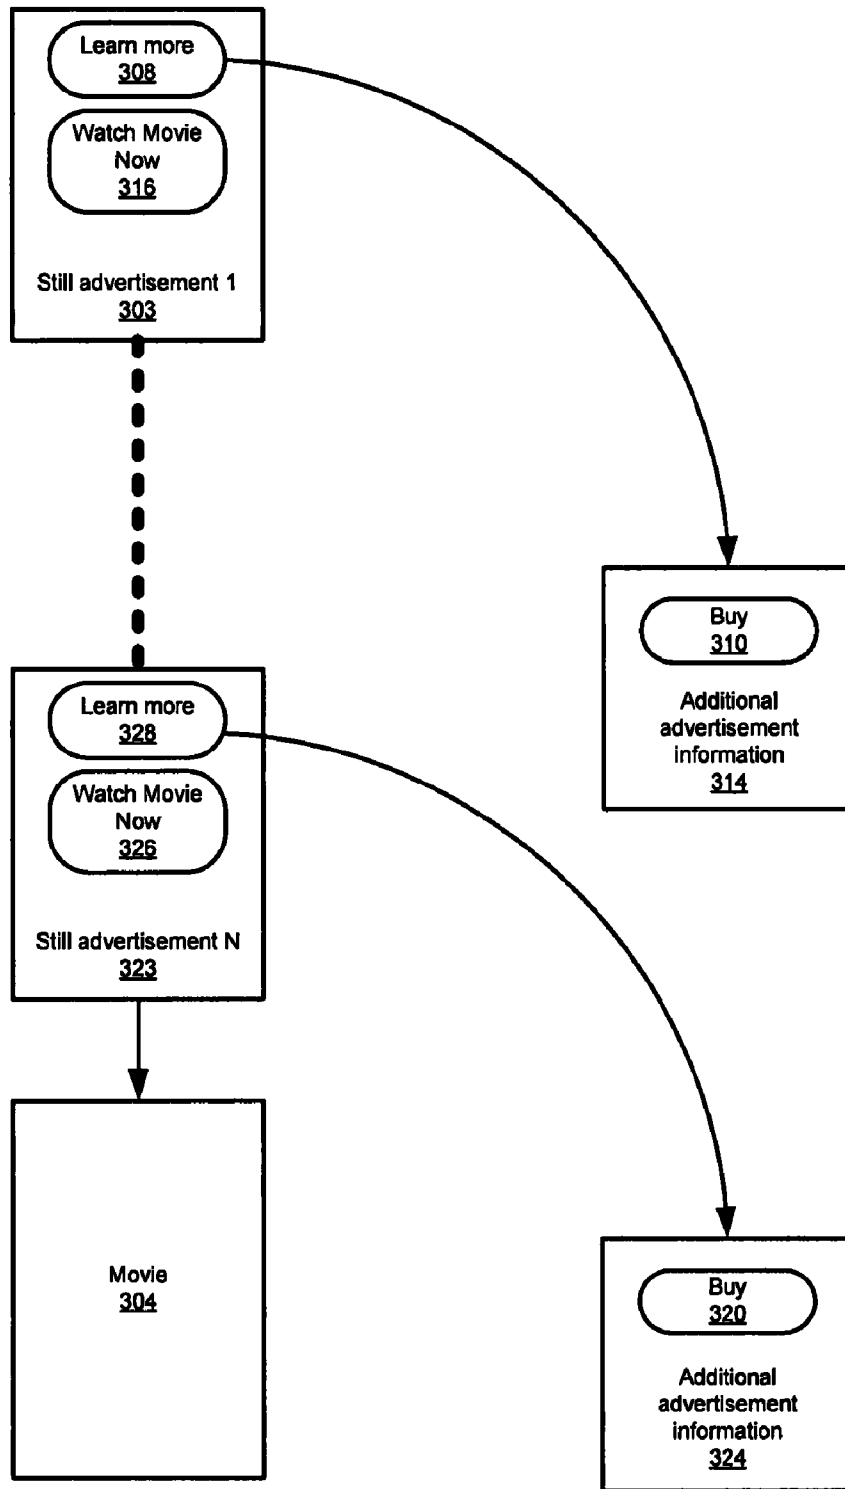 Learn more
308
Watch Movie
Now
316
Still advertisement 1
303
Buy
310
Additional
advertisement
information
314
Learn more
328
Watch Movie
Now
326
Still advertisement N
323
Movie
304
Buy
320
Additional
advertisement
information
324